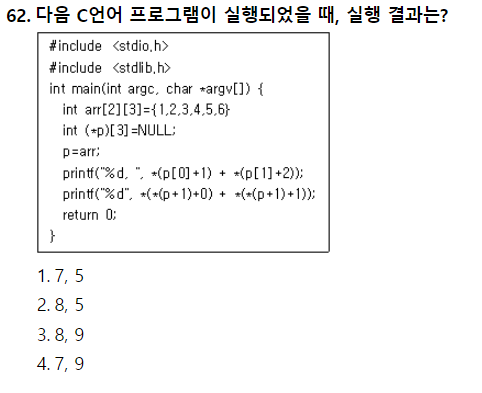 62. 다음 C언어 프로그램이 실행되었을 때, 실행 결과는?
#include <stdio.h>
#include <stdlib.h>
int main(int argc, char *argv[]) {
int arr[2][3]={1,2,3,4,5,6}
int (*p)[3]=NULL;
p=arr;
printf("%d, ", *(p[0]+1) + *(p[1]+2));
printf("%d", *(*(p+1)+0) + *(*(p+1)+1));
return 0;
}
1. 7, 5
2. 8, 5
3. 8, 9
4. 7, 9